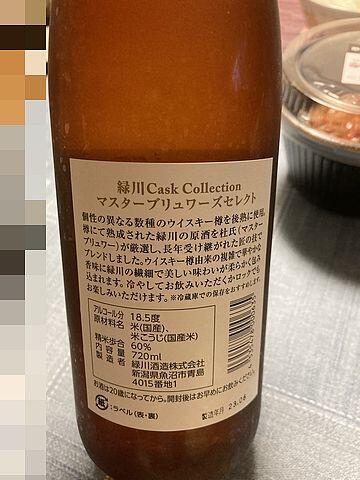 緑川Cask Collection
マスターブリュワーズセレクト
個性の異なる数種のウイスキー樽を後熟に使用。
樽にて熟成された緑川の原酒を杜氏(マスター
ブリュワー)が厳選し、長年受け継がれた匠の技で
ブレンドしました。ウイスキー樽由来の複雑で華やかな
香味に緑川の繊細で美しい味わいが柔らかく包み
込まれます。冷やしてお飲みいただくかロックでも
お楽しみいただけます。※冷蔵庫での保存をおすすめします。
アルコール分 18.5度
原材料名 米(国産)、
米こうじ(国産米)
精米歩合 60%
内容量 720ml
製造者 緑川酒造株式会社
新潟県魚沼市青島
4015番地1
お酒は20歳になってから。開封後はお早めにお飲みください。
紙:ラベル(表・裏)
製造年月 23.06